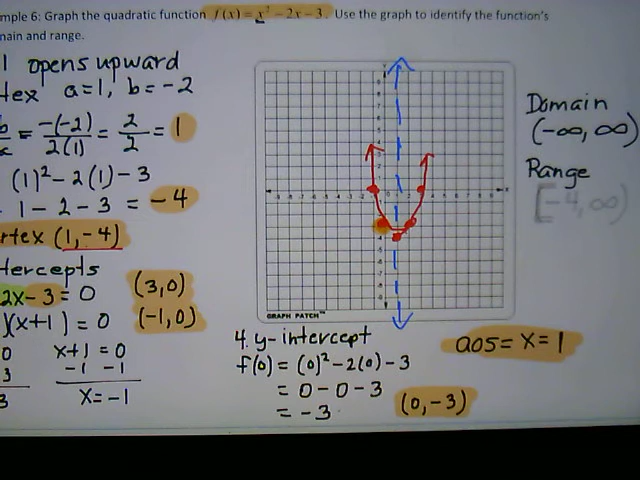 mple 6: Graph the quadratic function f(x) = x² − 2x − 3. Use the graph to identify the function's
main and range.
1 opens upward
tex a=1, b=-2
b/a = -(-2)/2(1) = 2/2 = 1
(1)²-2(1)-3
1-2-3 = -4
rtex (1,-4)
tercepts
2x-3=0
)(x+1)=0
0 x+1=0
3 -1 -1
3 x=-1
(3,0)
(-1,0)
GRAPH PATCH™
4. y-intercept
f(0) = (0)²-2(0)-3
= 0-0-3
= -3
(0,-3)
Domain
(-∞,∞)
Range
[-4,∞)
aos = x=1